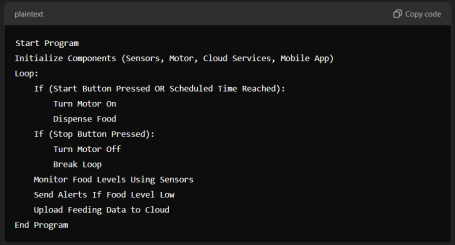 plaintext
Copy code
Start Program
Initialize Components (Sensors, Motor, Cloud Services, Mobile App)
Loop:
    If (Start Button Pressed OR Scheduled Time Reached):
        Turn Motor On
        Dispense Food
    If (Stop Button Pressed):
        Turn Motor Off
        Break Loop
    Monitor Food Levels Using Sensors
    Send Alerts If Food Level Low
    Upload Feeding Data to Cloud
End Program